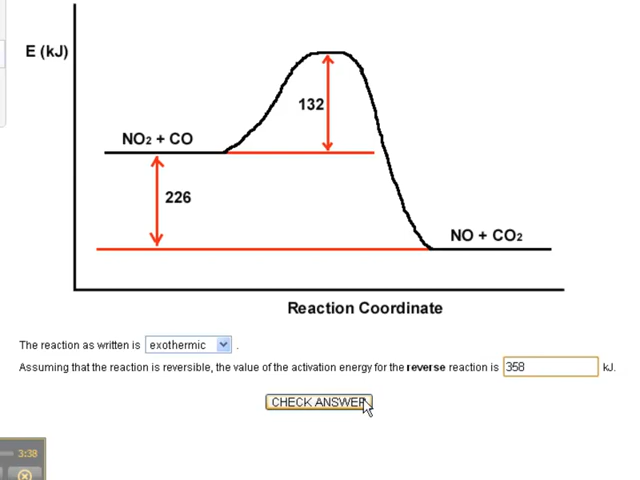 E (kJ)
132
NO₂ + CO
226
NO + CO₂
Reaction Coordinate
The reaction as written is exothermic .
Assuming that the reaction is reversible, the value of the activation energy for the reverse reaction is 358 kJ.
CHECK ANSWER
3:38